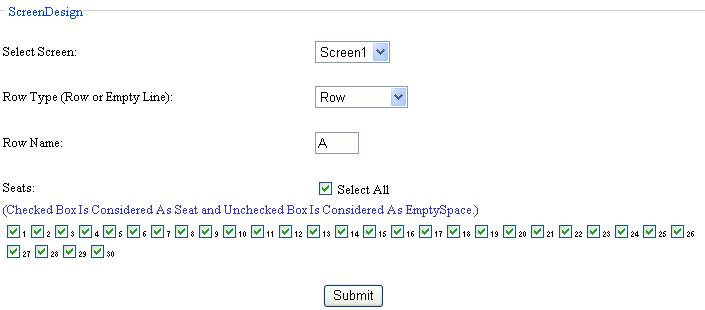 ScreenDesign
Select Screen: Screen1
Row Type (Row or Empty Line): Row
Row Name: A
Seats: Select All
(Checked Box Is Considered As Seat and Unchecked Box Is Considered As EmptySpace.)
1 2 3 4 5 6 7 8 9 10 11 12 13 14 15 16 17 18 19 20 21 22 23 24 25 26
27 28 29 30
Submit